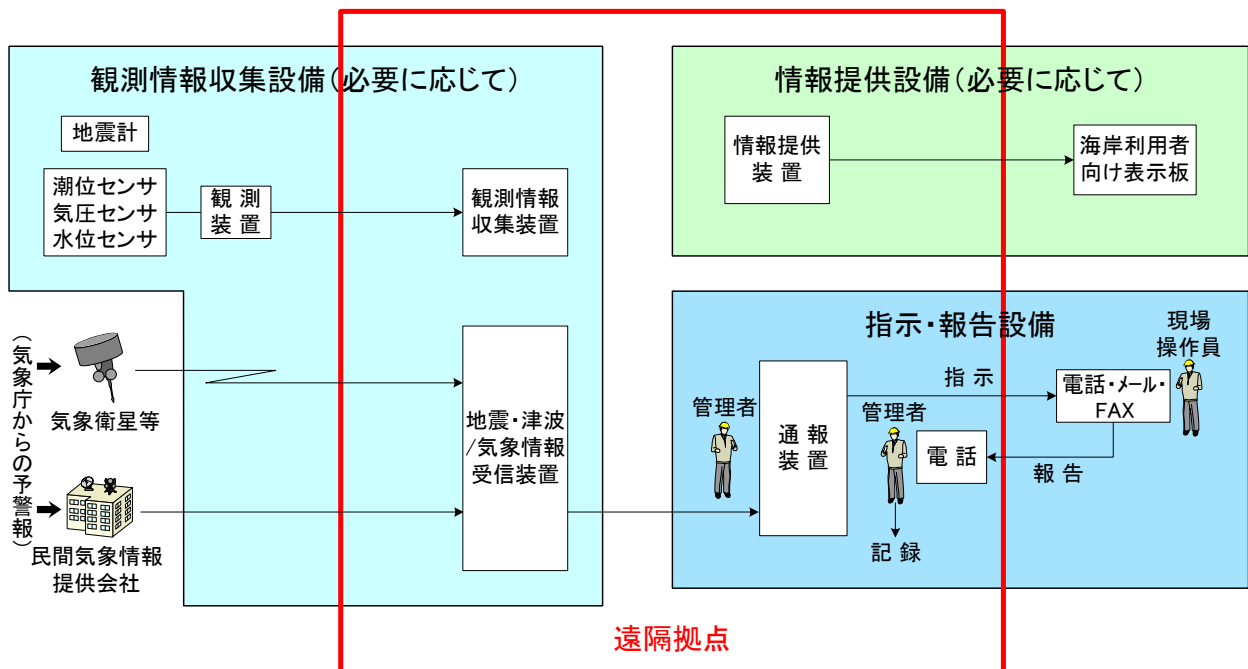 観測情報収集設備(必要に応じて)
地震計
潮位センサ
気圧センサ
水位センサ
観 測
装 置
観測情報
収集装置
(気象庁からの予警報)
気象衛星等
民間気象情報
提供会社
地震・津波
/気象情報
受信装置
情報提供設備(必要に応じて)
情報提供
装 置
海岸利用者
向け表示板
指示・報告設備
管理者
通 報
装 置
管理者
記 録
指 示
電 話
報 告
電話・メール・
FAX
現場
操作員
遠隔拠点